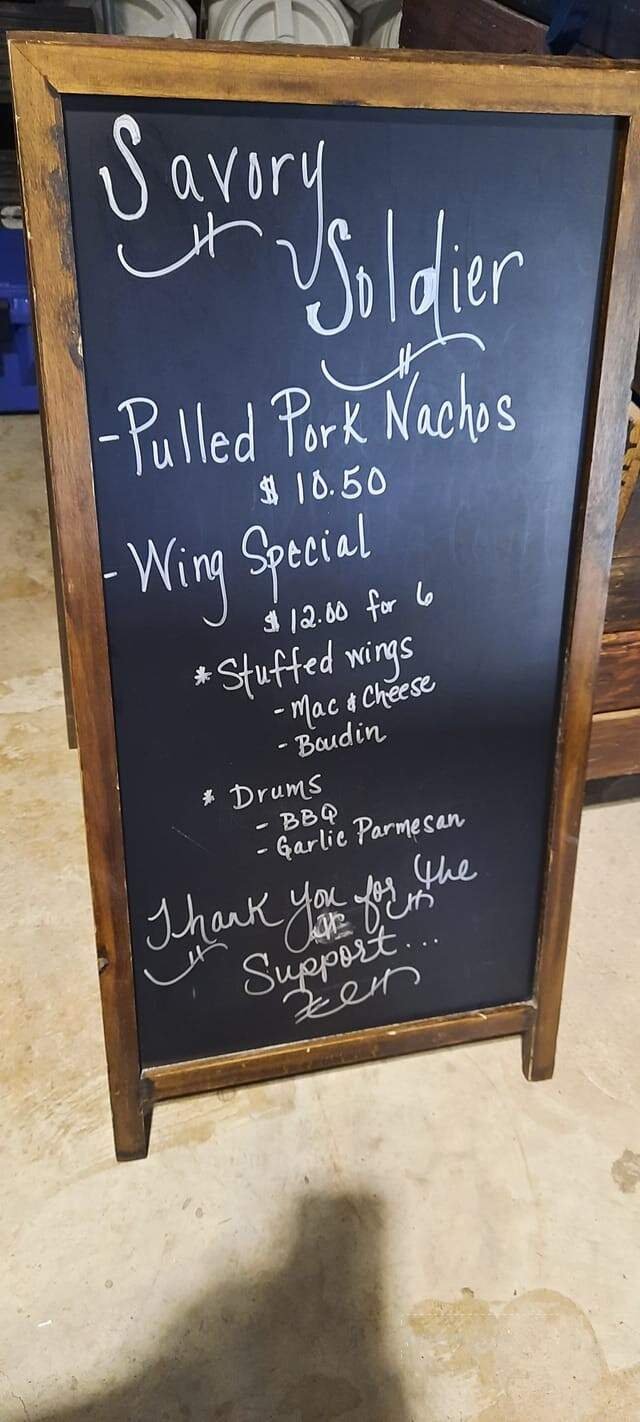 Savory
Soldier
- Pulled Pork Nachos
$ 10.50
- Wing Special
$ 12.00 for 6
* Stuffed wings
- Mac & Cheese
- Boudin
* Drums
- BBQ
- Garlic Parmesan
Thank you for the
Support...